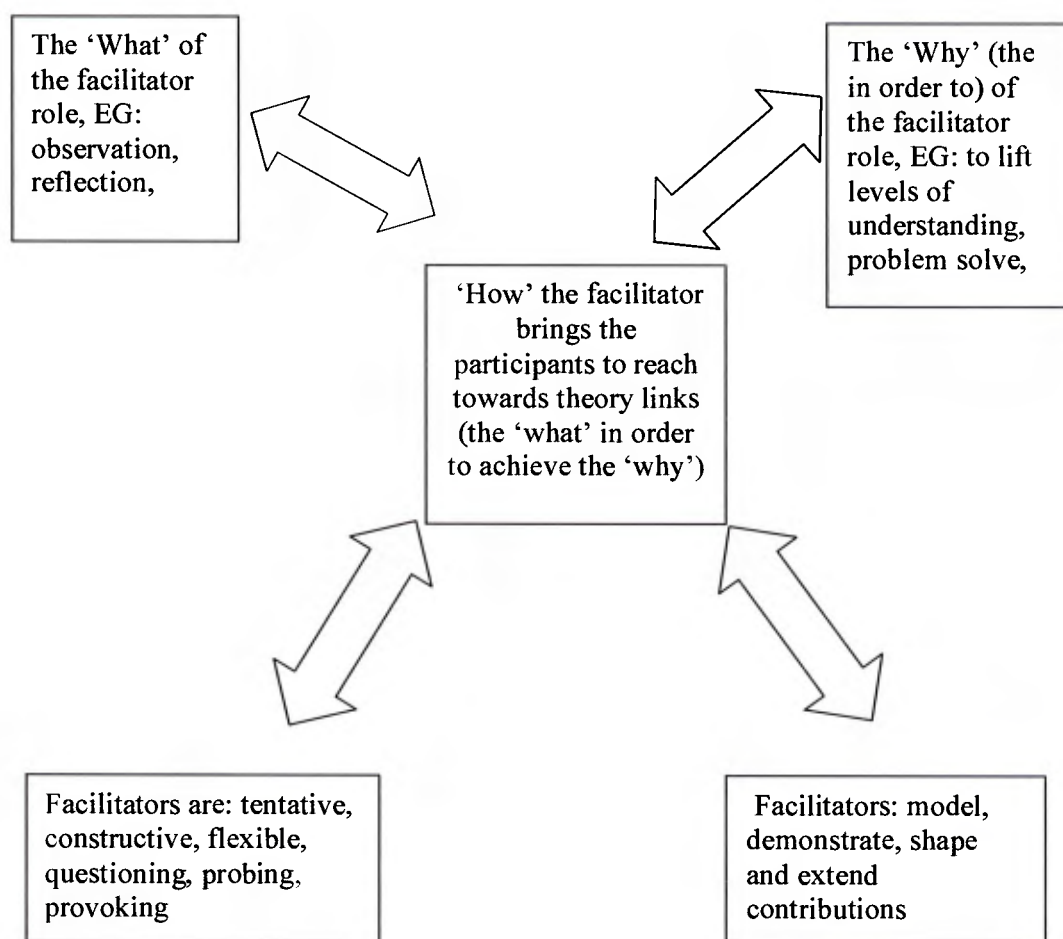 The ‘What’ of
the facilitator
role, EG:
observation,
reflection,
The ‘Why’ (the
in order to) of
the facilitator
role, EG: to lift
levels of
understanding,
problem solve,
‘How’ the facilitator
brings the
participants to reach
towards theory links
(the ‘what’ in order
to achieve the ‘why’)
Facilitators are: tentative,
constructive, flexible,
questioning, probing,
provoking
Facilitators: model,
demonstrate, shape
and extend
contributions